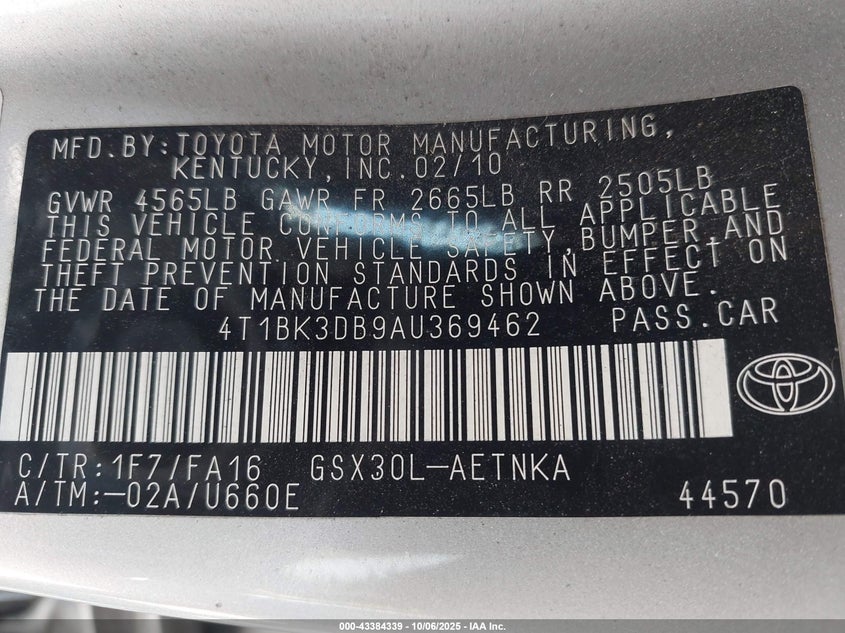 MFD.BY:TOYOTA MOTOR MANUFACTURING,
KENTUCKY,INC.02/10
GVWR 4565LB GAWR FR 2665LB RR 2505LB
THIS VEHICLE CONFORMS TO ALL APPLICABLE
FEDERAL MOTOR VEHICLE SAFETY,BUMPER,AND
THEFT PREVENTION STANDARDS IN EFFECT ON
THE DATE OF MANUFACTURE SHOWN ABOVE.
4T1BK3DB9AU369462 PASS.CAR
C/TR:1F7/FA16 GSX30L-AETNKA
A/TM:-02A/U660E 44570
000-43384339 | 10/06/2025 – IAA Inc.